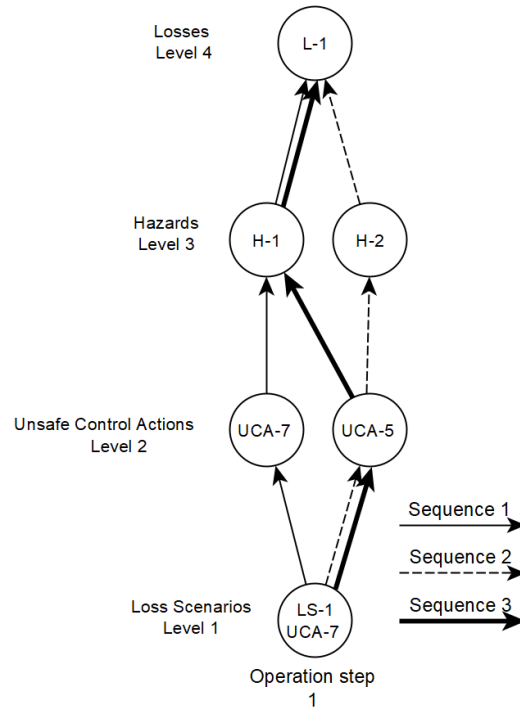 Losses
Level 4
L-1
Hazards
Level 3
H-1
H-2
Unsafe Control Actions
Level 2
UCA-7
UCA-5
Sequence 1
Sequence 2
Sequence 3
Loss Scenarios
Level 1
LS-1
UCA-7
Operation step
1